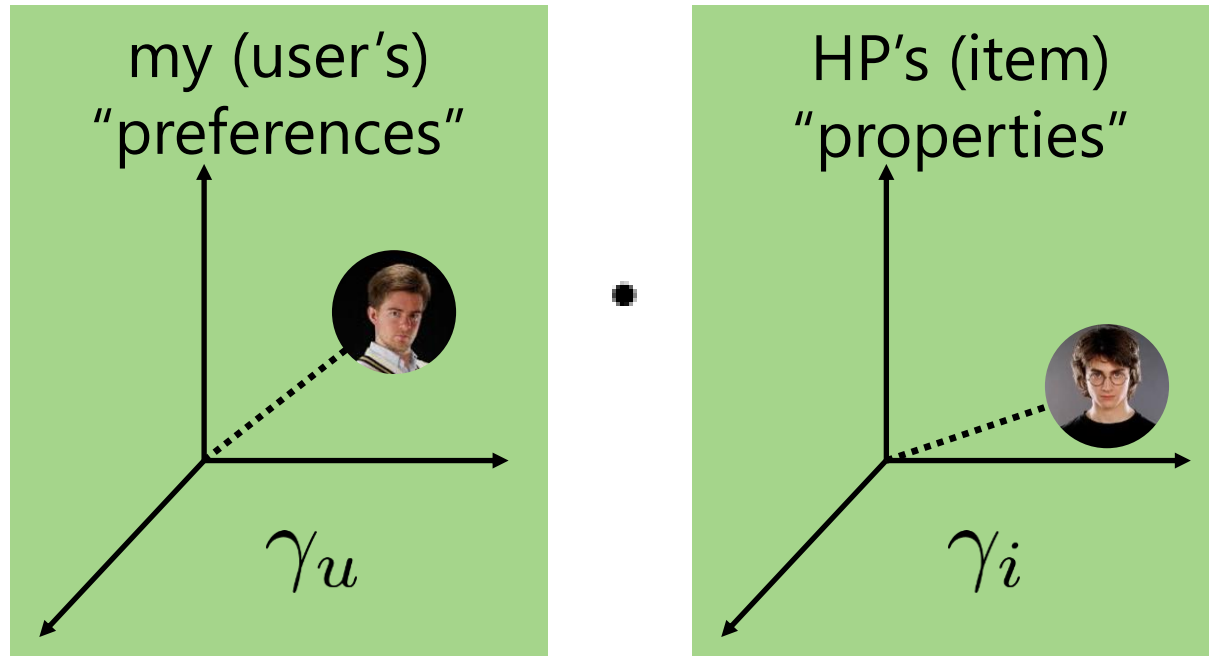 my (user’s)
“preferences”
HP’s (item)
“properties”
γu
γi